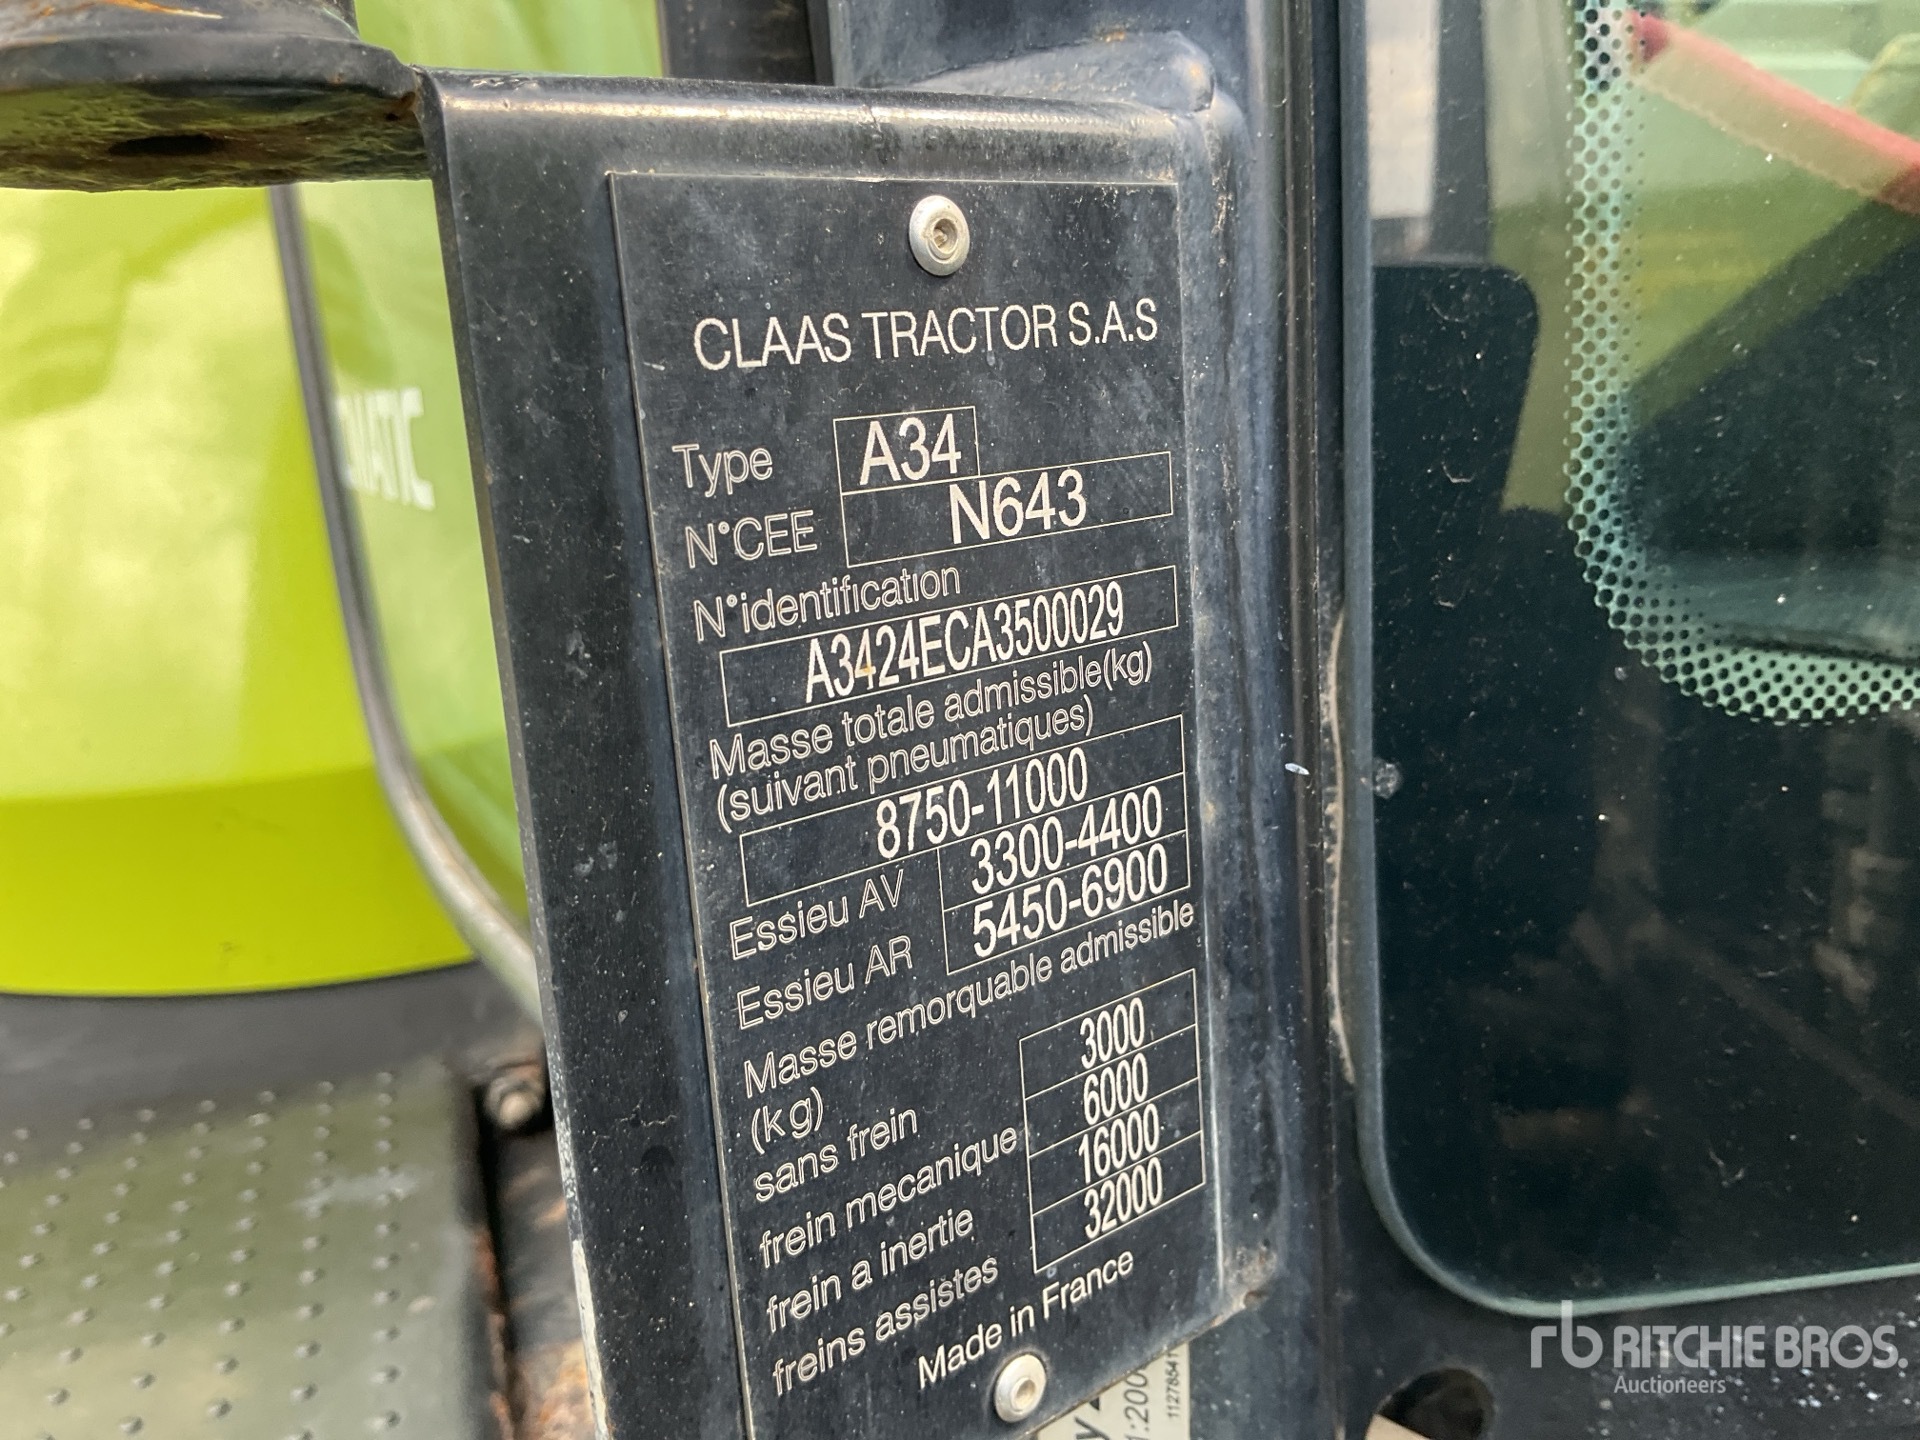 CLAAS TRACTOR S.A.S
Type A34
N°CEE N643
N°identification
A3424ECA3500029
Masse totale admissible(kg)
(suivant pneumatiques)
8750-11000
Essieu AV 3300-4400
Essieu AR 5450-6900
Masse remorquable admissible
(kg)
sans frein 3000
frein mecanique 6000
frein a inertie 16000
freins assistes 32000
Made in France
MATIC
rb RITCHIE BROS.
Auctioneers